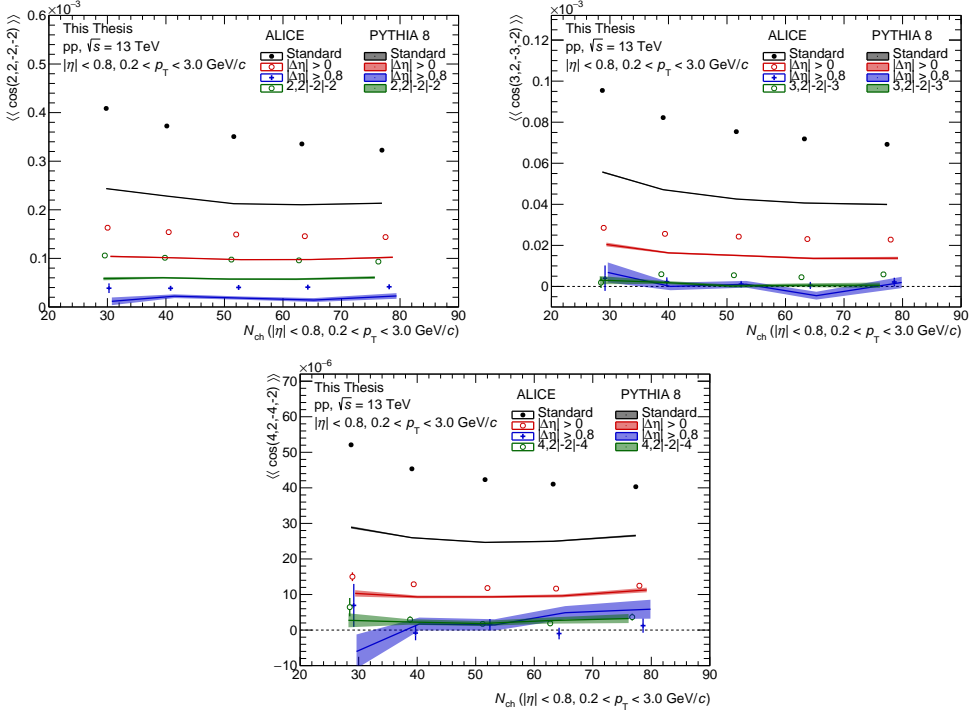 ×10⁻³
0.6
0.5
0.4
0.3
0.2
0.1
0
⟨⟨ cos(2,2,-2,-2) ⟩⟩
This Thesis
pp, √s = 13 TeV
|η| < 0.8, 0.2 < p_T < 3.0 GeV/c
ALICE
Standard
|Δη| > 0
|Δη| > 0.8
2,2|-2|-2
PYTHIA 8
Standard
|Δη| > 0
|Δη| > 0.8
2,2|-2|-2
20 30 40 50 60 70 80 90
N_ch (|η| < 0.8, 0.2 < p_T < 3.0 GeV/c)
×10⁻³
0.12
0.1
0.08
0.06
0.04
0.02
0
⟨⟨ cos(3,2,-3,-2) ⟩⟩
This Thesis
pp, √s = 13 TeV
|η| < 0.8, 0.2 < p_T < 3.0 GeV/c
ALICE
Standard
|Δη| > 0
|Δη| > 0.8
3,2|-2|-3
PYTHIA 8
Standard
|Δη| > 0
|Δη| > 0.8
3,2|-2|-3
20 30 40 50 60 70 80 90
N_ch (|η| < 0.8, 0.2 < p_T < 3.0 GeV/c)
×10⁻⁶
70
60
50
40
30
20
10
0
−10
⟨⟨ cos(4,2,-4,-2) ⟩⟩
This Thesis
pp, √s = 13 TeV
|η| < 0.8, 0.2 < p_T < 3.0 GeV/c
ALICE
Standard
|Δη| > 0
|Δη| > 0.8
4,2|-2|-4
PYTHIA 8
Standard
|Δη| > 0
|Δη| > 0.8
4,2|-2|-4
20 30 40 50 60 70 80 90
N_ch (|η| < 0.8, 0.2 < p_T < 3.0 GeV/c)